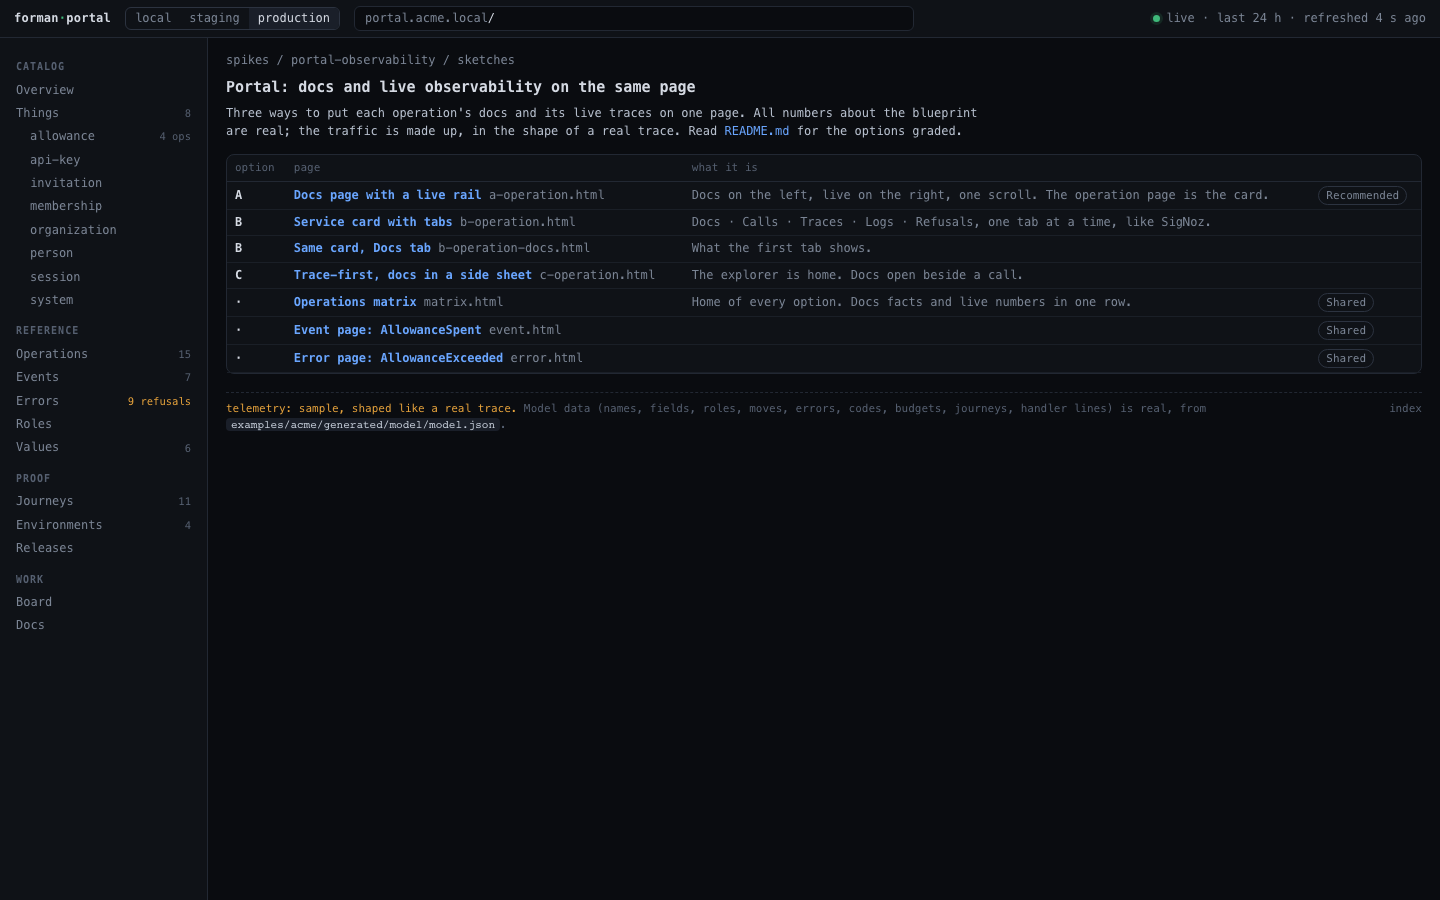 forman·portal
local staging production
portal.acme.local/
live · last 24 h · refreshed 4 s ago
CATALOG
Overview
Things 8
allowance 4 ops
api-key
invitation
membership
organization
person
session
system
REFERENCE
Operations 15
Events 7
Errors 9 refusals
Roles
Values 6
PROOF
Journeys 11
Environments 4
Releases
WORK
Board
Docs
spikes / portal-observability / sketches
Portal: docs and live observability on the same page
Three ways to put each operation's docs and its live traces on one page. All numbers about the blueprint
are real; the traffic is made up, in the shape of a real trace. Read README.md for the options graded.
option page what it is
A Docs page with a live rail a-operation.html Docs on the left, live on the right, one scroll. The operation page is the card. Recommended
B Service card with tabs b-operation.html Docs · Calls · Traces · Logs · Refusals, one tab at a time, like SigNoz.
B Same card, Docs tab b-operation-docs.html What the first tab shows.
C Trace-first, docs in a side sheet c-operation.html The explorer is home. Docs open beside a call.
· Operations matrix matrix.html Home of every option. Docs facts and live numbers in one row. Shared
· Event page: AllowanceSpent event.html Shared
· Error page: AllowanceExceeded error.html Shared
telemetry: sample, shaped like a real trace. Model data (names, fields, roles, moves, errors, codes, budgets, journeys, handler lines) is real, from index
examples/acme/generated/model/model.json.